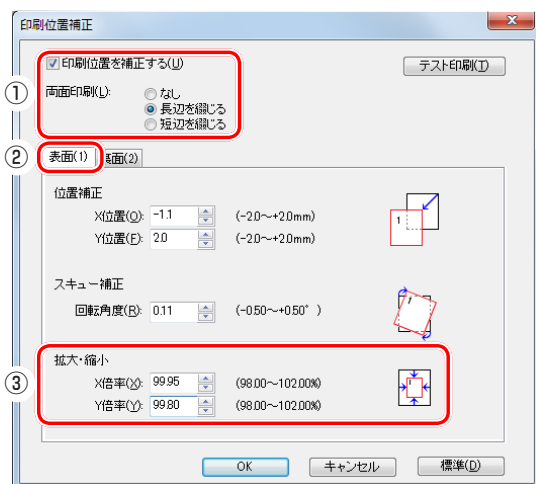 印刷位置補正
① 印刷位置を補正する(U)
テスト印刷(T)
両面印刷(L): なし
長辺を綴じる
短辺を綴じる
② 表面(1) 裏面(2)
位置補正
X位置(O): -1.1 (-2.0～+2.0mm)
Y位置(F): 2.0 (-2.0～+2.0mm)
1
スキュー補正
回転角度(R): 0.11 (-0.50～+0.50°)
1
③ 拡大・縮小
X倍率(X): 99.95 (98.00～102.00%)
Y倍率(Y): 99.80 (98.00～102.00%)
OK キャンセル 標準(D)